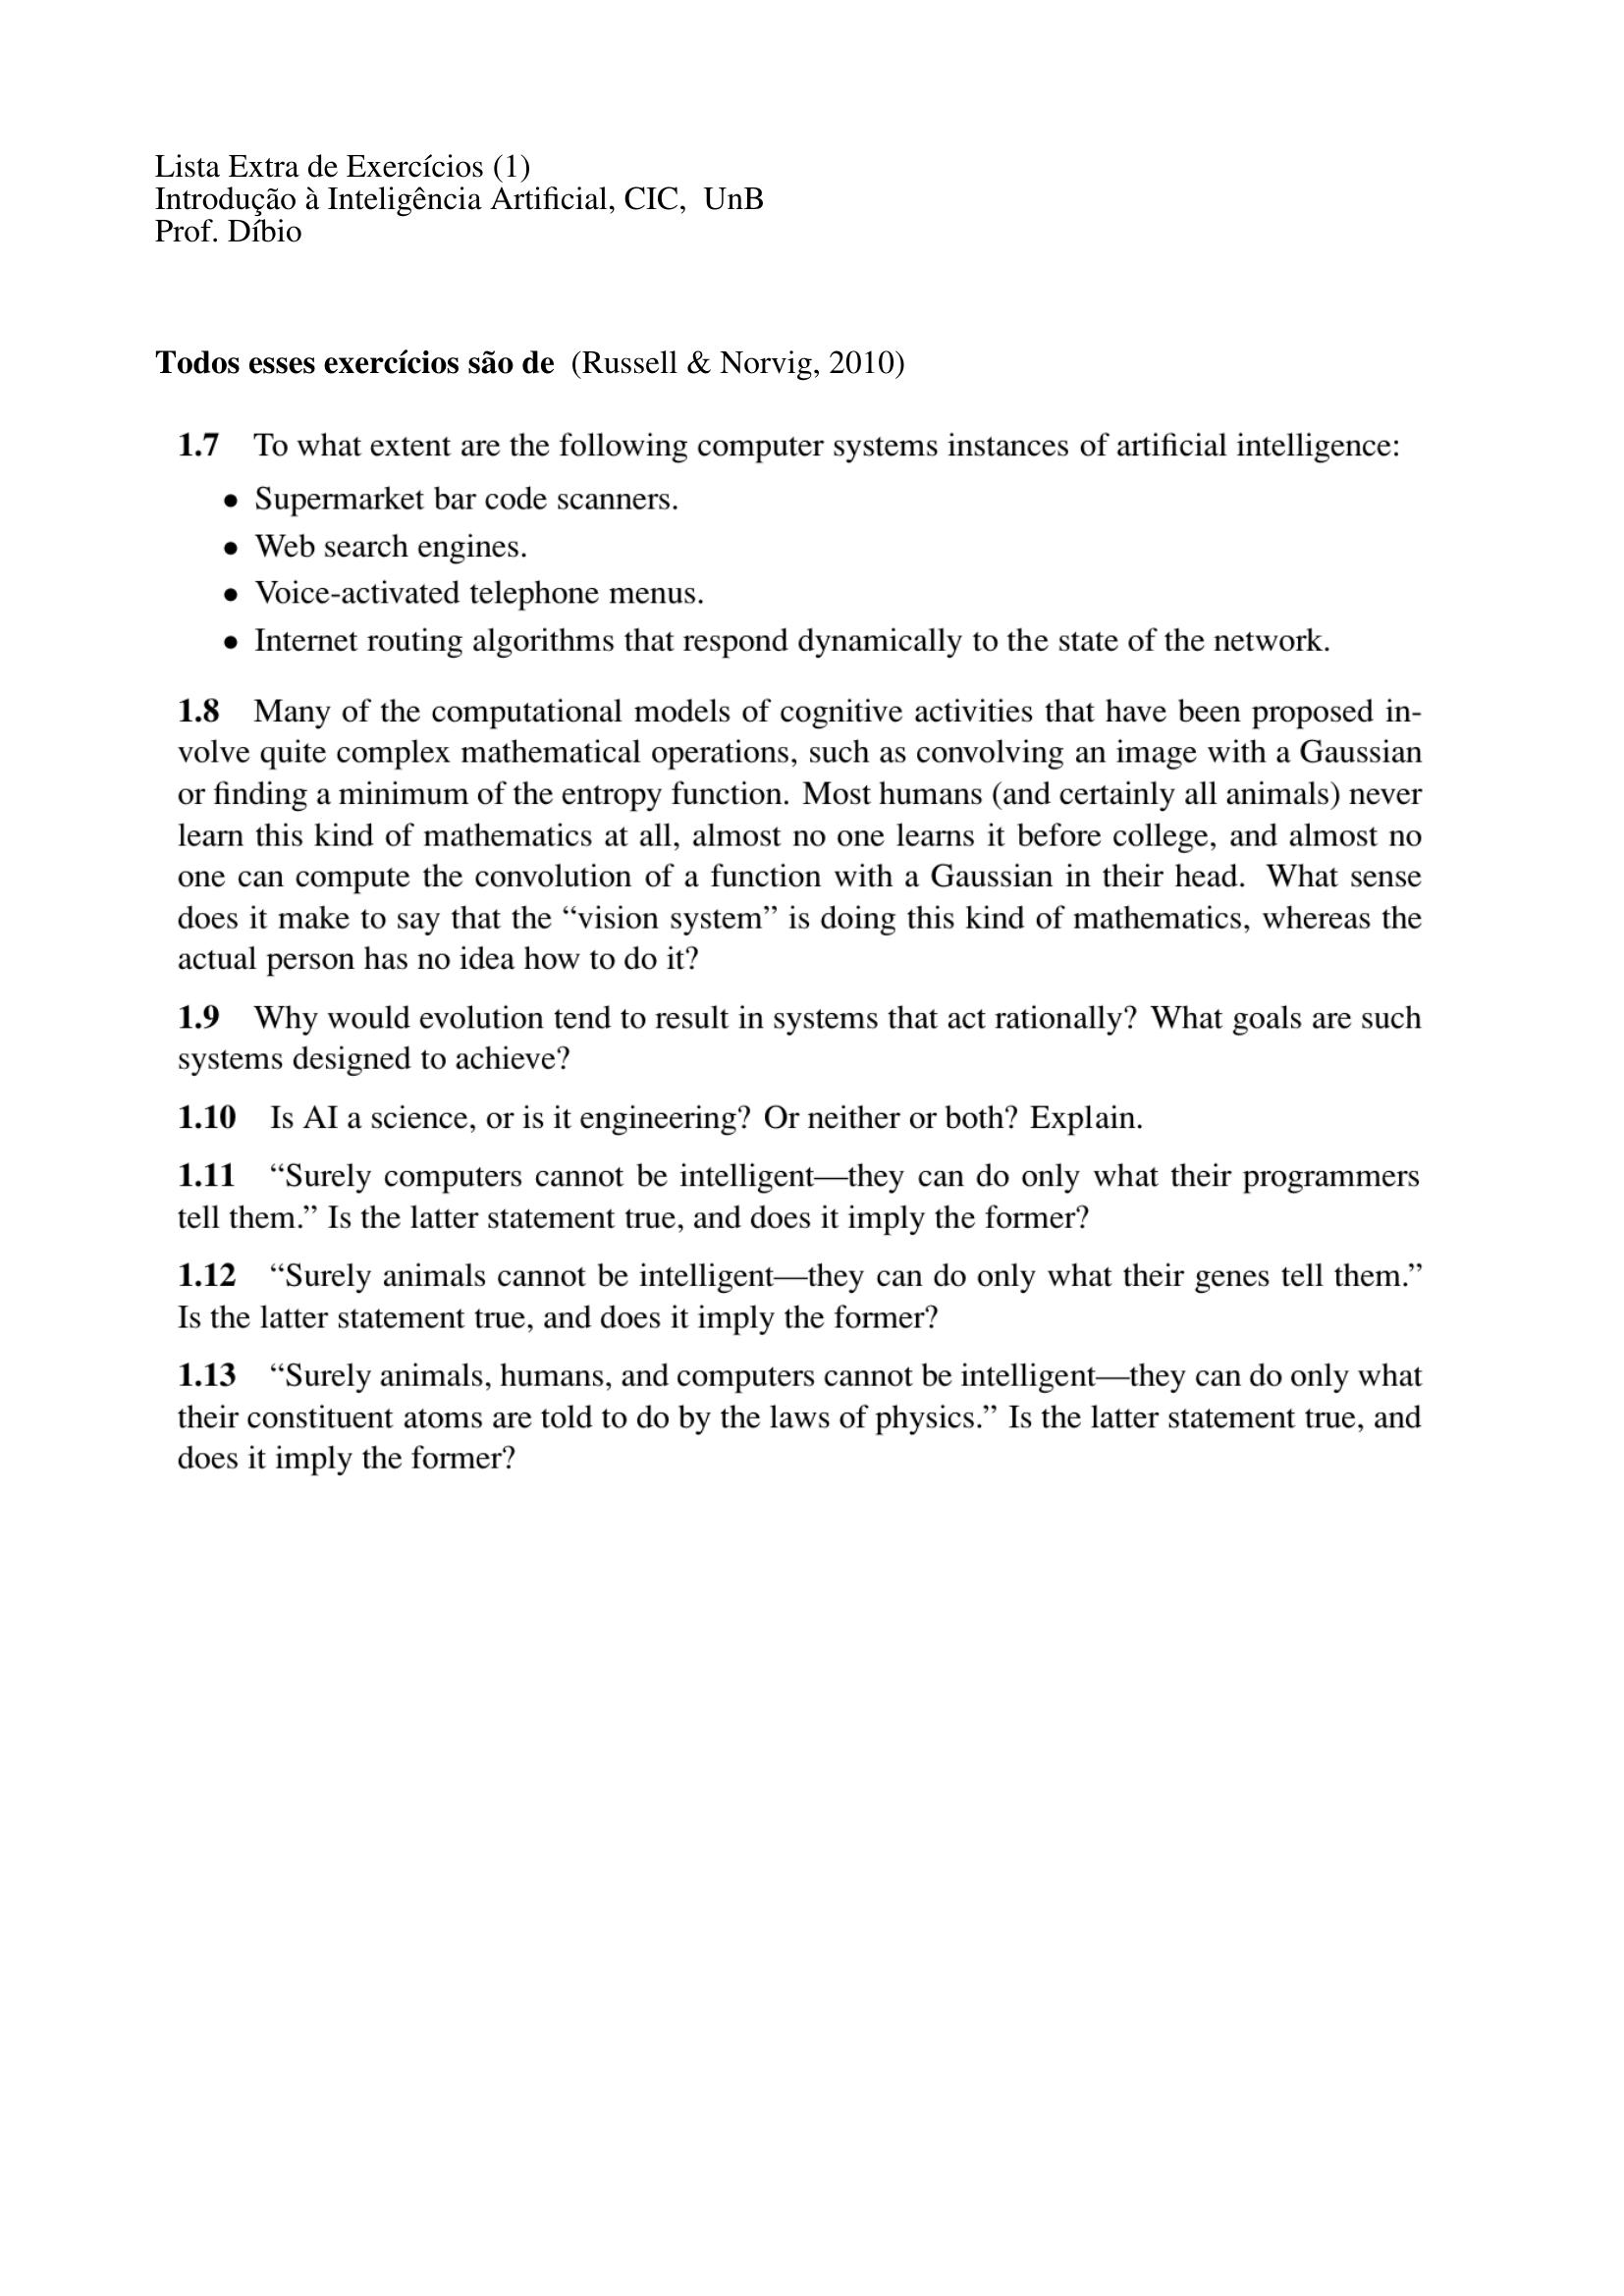 Lista Extra de Exercícios (1)
Introdução à Inteligência Artificial, CIC,  UnB
Prof. Díbio
Todos esses exercícios são de  (Russell & Norvig, 2010)
1.7 To what extent are the following computer systems instances of artificial intelligence:
• Supermarket bar code scanners.
• Web search engines.
• Voice-activated telephone menus.
• Internet routing algorithms that respond dynamically to the state of the network.
1.8 Many of the computational models of cognitive activities that have been proposed in-
volve quite complex mathematical operations, such as convolving an image with a Gaussian
or finding a minimum of the entropy function. Most humans (and certainly all animals) never
learn this kind of mathematics at all, almost no one learns it before college, and almost no
one can compute the convolution of a function with a Gaussian in their head. What sense
does it make to say that the “vision system” is doing this kind of mathematics, whereas the
actual person has no idea how to do it?
1.9 Why would evolution tend to result in systems that act rationally? What goals are such
systems designed to achieve?
1.10 Is AI a science, or is it engineering? Or neither or both? Explain.
1.11 “Surely computers cannot be intelligent—they can do only what their programmers
tell them.” Is the latter statement true, and does it imply the former?
1.12 “Surely animals cannot be intelligent—they can do only what their genes tell them.”
Is the latter statement true, and does it imply the former?
1.13 “Surely animals, humans, and computers cannot be intelligent—they can do only what
their constituent atoms are told to do by the laws of physics.” Is the latter statement true, and
does it imply the former?